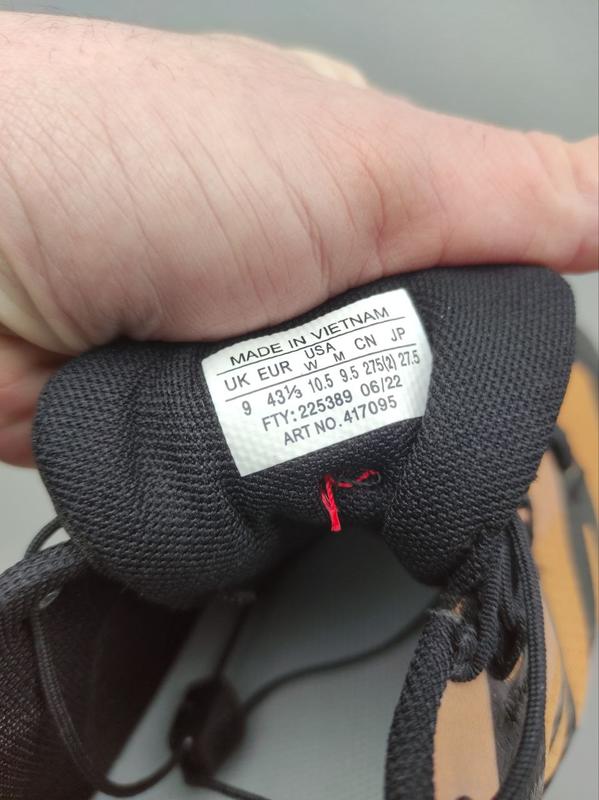 MADE IN VIETNAM
UK EUR USA W M CN JP
9 43⅓ 10.5 9.5 275(2) 27.5
FTY: 225389 06/22
ART NO. 417095